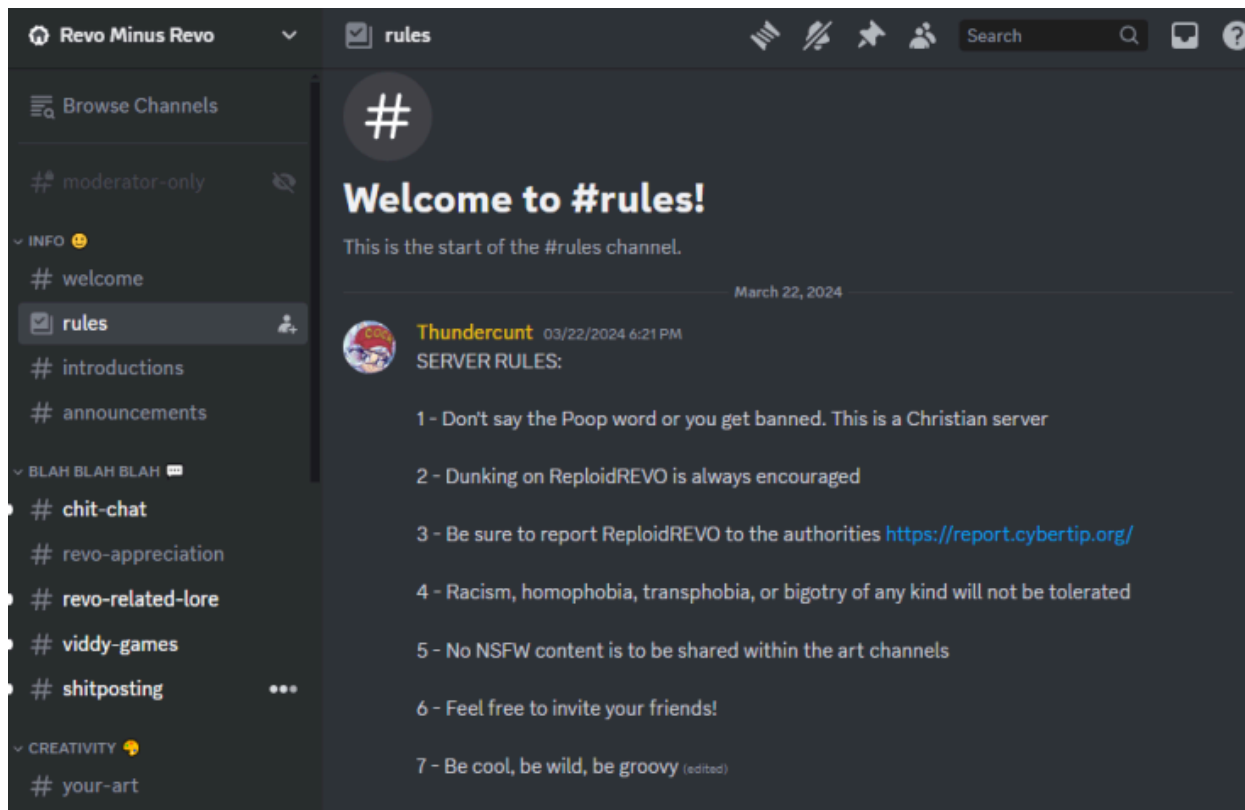 Revo Minus Revo
rules
Search
Browse Channels
moderator-only
INFO
welcome
rules
introductions
announcements
BLAH BLAH BLAH
chit-chat
revo-appreciation
revo-related-lore
viddy-games
shitposting
CREATIVITY
your-art
#
Welcome to #rules!
This is the start of the #rules channel.
March 22, 2024
Thundercunt 03/22/2024 6:21 PM
SERVER RULES:
1 - Don't say the Poop word or you get banned. This is a Christian server
2 - Dunking on ReploidREVO is always encouraged
3 - Be sure to report ReploidREVO to the authorities https://report.cybertip.org/
4 - Racism, homophobia, transphobia, or bigotry of any kind will not be tolerated
5 - No NSFW content is to be shared within the art channels
6 - Feel free to invite your friends!
7 - Be cool, be wild, be groovy (edited)